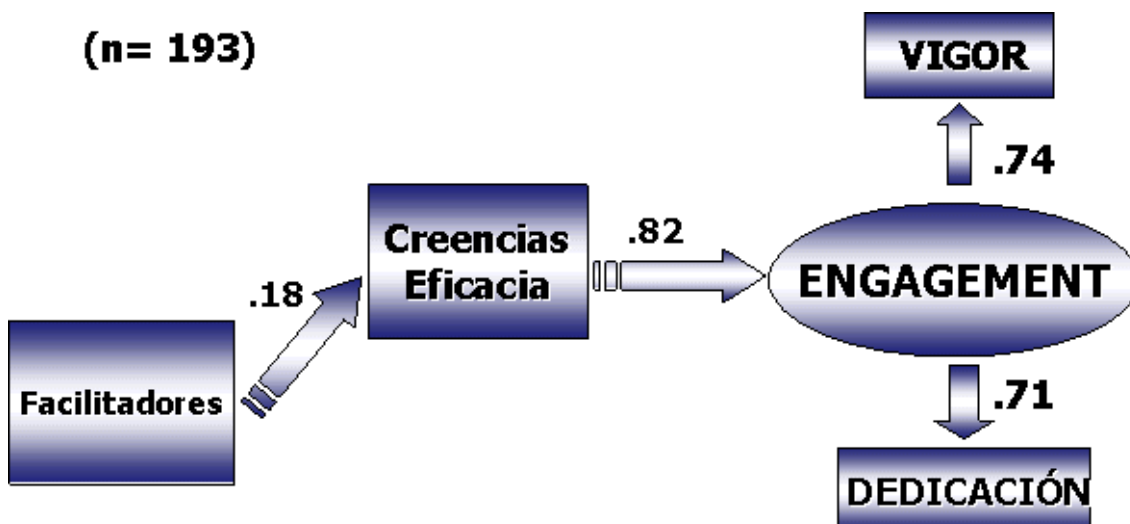 (n= 193)
VIGOR
.74
Creencias
Eficacia
.82
ENGAGEMENT
.18
Facilitadores
.71
DEDICACIÓN